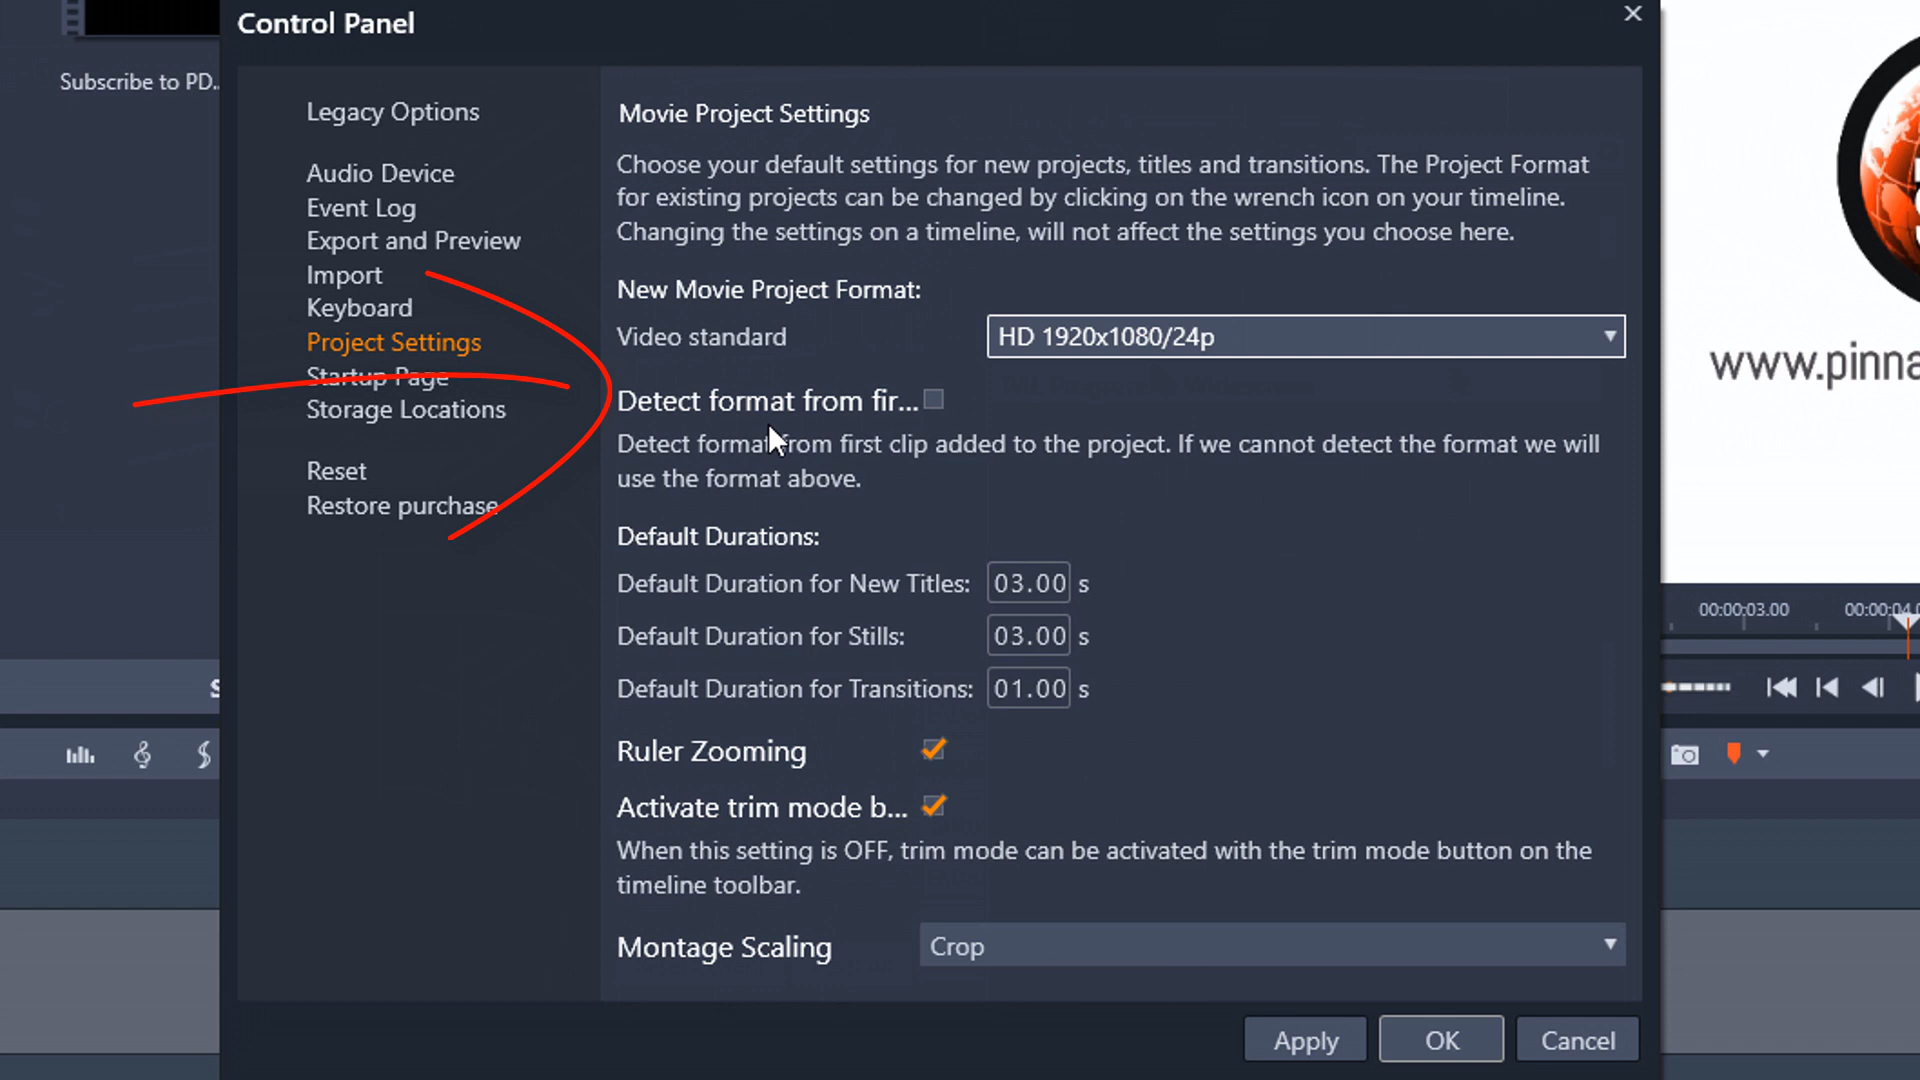 Control Panel
Subscribe to PD..
Legacy Options
Audio Device
Event Log
Export and Preview
Import
Keyboard
Project Settings
Startup Page
Storage Locations
Reset
Restore purchase
Movie Project Settings
Choose your default settings for new projects, titles and transitions. The Project Format
for existing projects can be changed by clicking on the wrench icon on your timeline.
Changing the settings on a timeline, will not affect the settings you choose here.
New Movie Project Format:
Video standard
HD 1920x1080/24p
Detect format from fir...
Detect format from first clip added to the project. If we cannot detect the format we will
use the format above.
Default Durations:
Default Duration for New Titles: 03.00 s
Default Duration for Stills: 03.00 s
Default Duration for Transitions: 01.00 s
Ruler Zooming
Activate trim mode b...
When this setting is OFF, trim mode can be activated with the trim mode button on the
timeline toolbar.
Montage Scaling
Crop
Apply
OK
Cancel
www.pinna
00:00:03.00
00:00:04.0